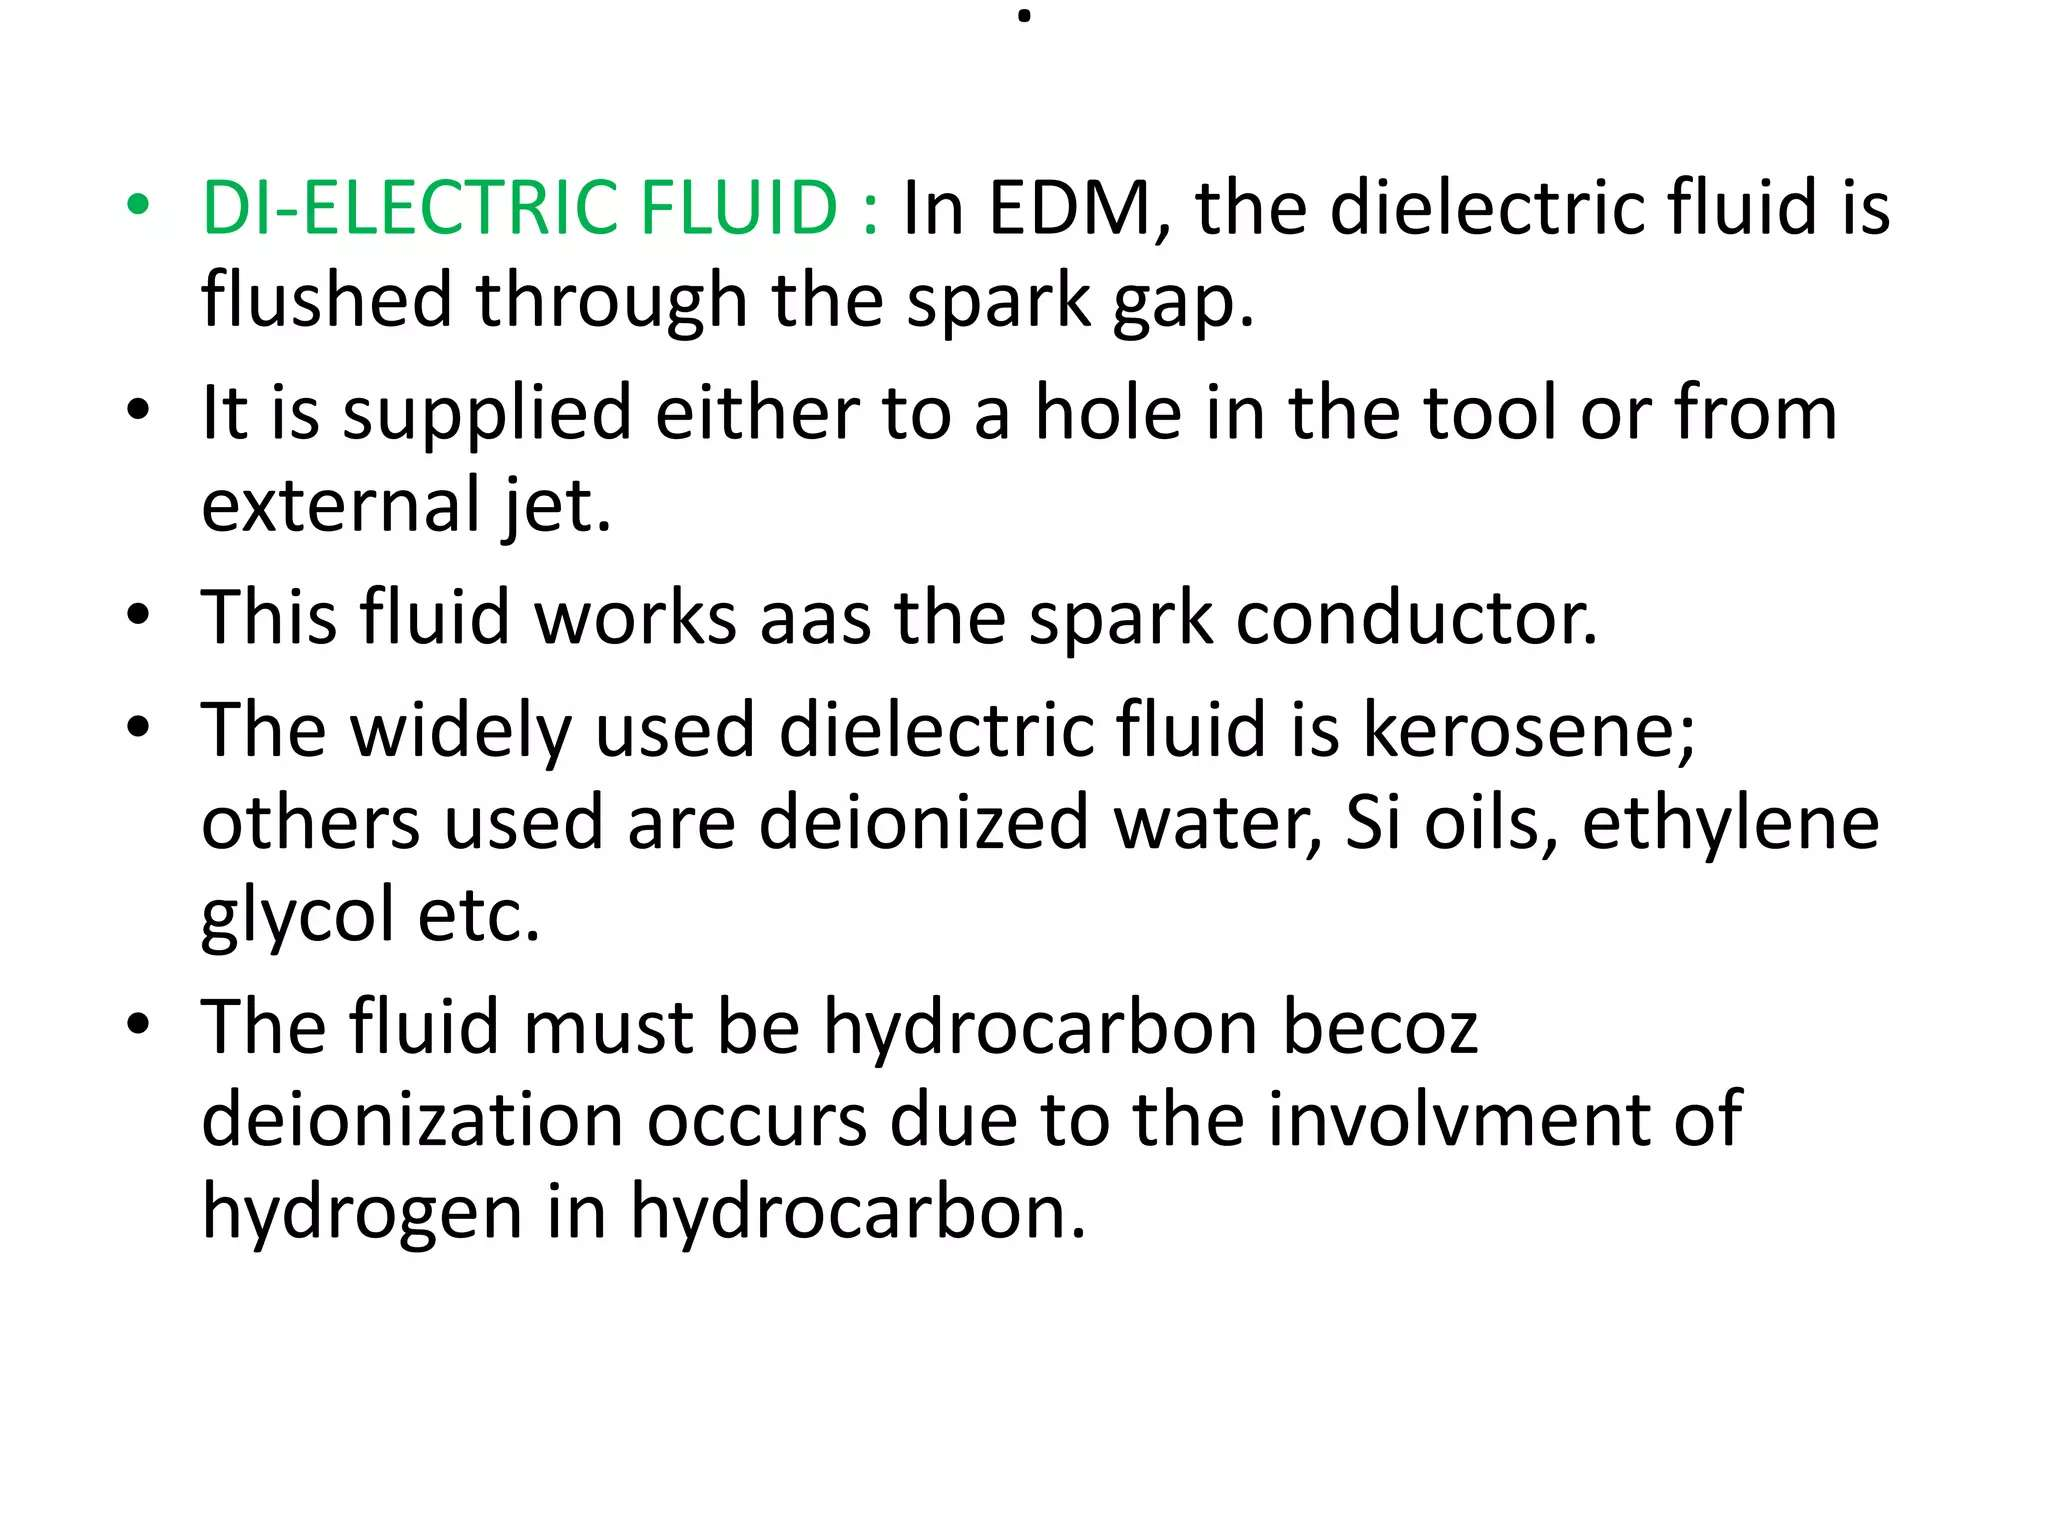 .
• DI-ELECTRIC FLUID : In EDM, the dielectric fluid is
flushed through the spark gap.
• It is supplied either to a hole in the tool or from
external jet.
• This fluid works aas the spark conductor.
• The widely used dielectric fluid is kerosene;
others used are deionized water, Si oils, ethylene
glycol etc.
• The fluid must be hydrocarbon becoz
deionization occurs due to the involvment of
hydrogen in hydrocarbon.